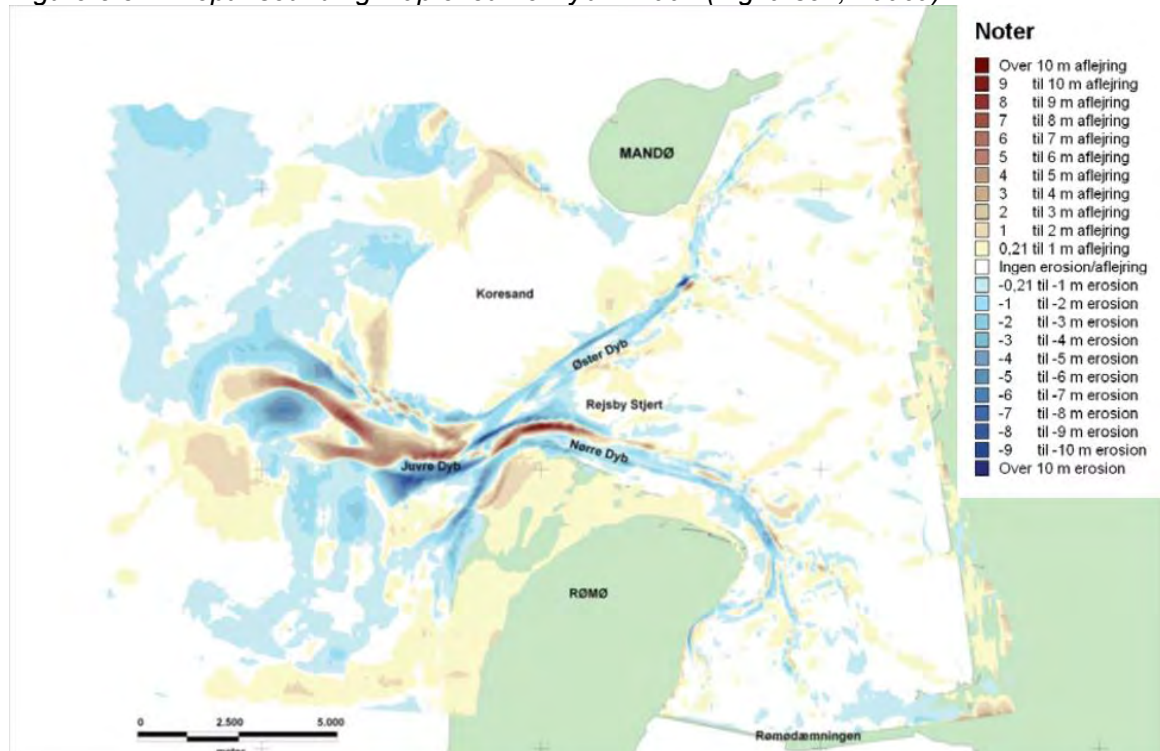 Noter
Over 10 m aflejring
9 til 10 m aflejring
8 til 9 m aflejring
7 til 8 m aflejring
6 til 7 m aflejring
5 til 6 m aflejring
4 til 5 m aflejring
3 til 4 m aflejring
2 til 3 m aflejring
1 til 2 m aflejring
0,21 til 1 m aflejring
Ingen erosion/aflejring
-0,21 til -1 m erosion
-1 til -2 m erosion
-2 til -3 m erosion
-3 til -4 m erosion
-4 til -5 m erosion
-5 til -6 m erosion
-6 til -7 m erosion
-7 til -8 m erosion
-8 til -9 m erosion
-9 til -10 m erosion
Over 10 m erosion
MANDØ
Koresand
Øster Dyb
Rejsby Stjert
Nørre Dyb
Juvre Dyb
RØMØ
0 2.500 5.000
Rømødæmningen